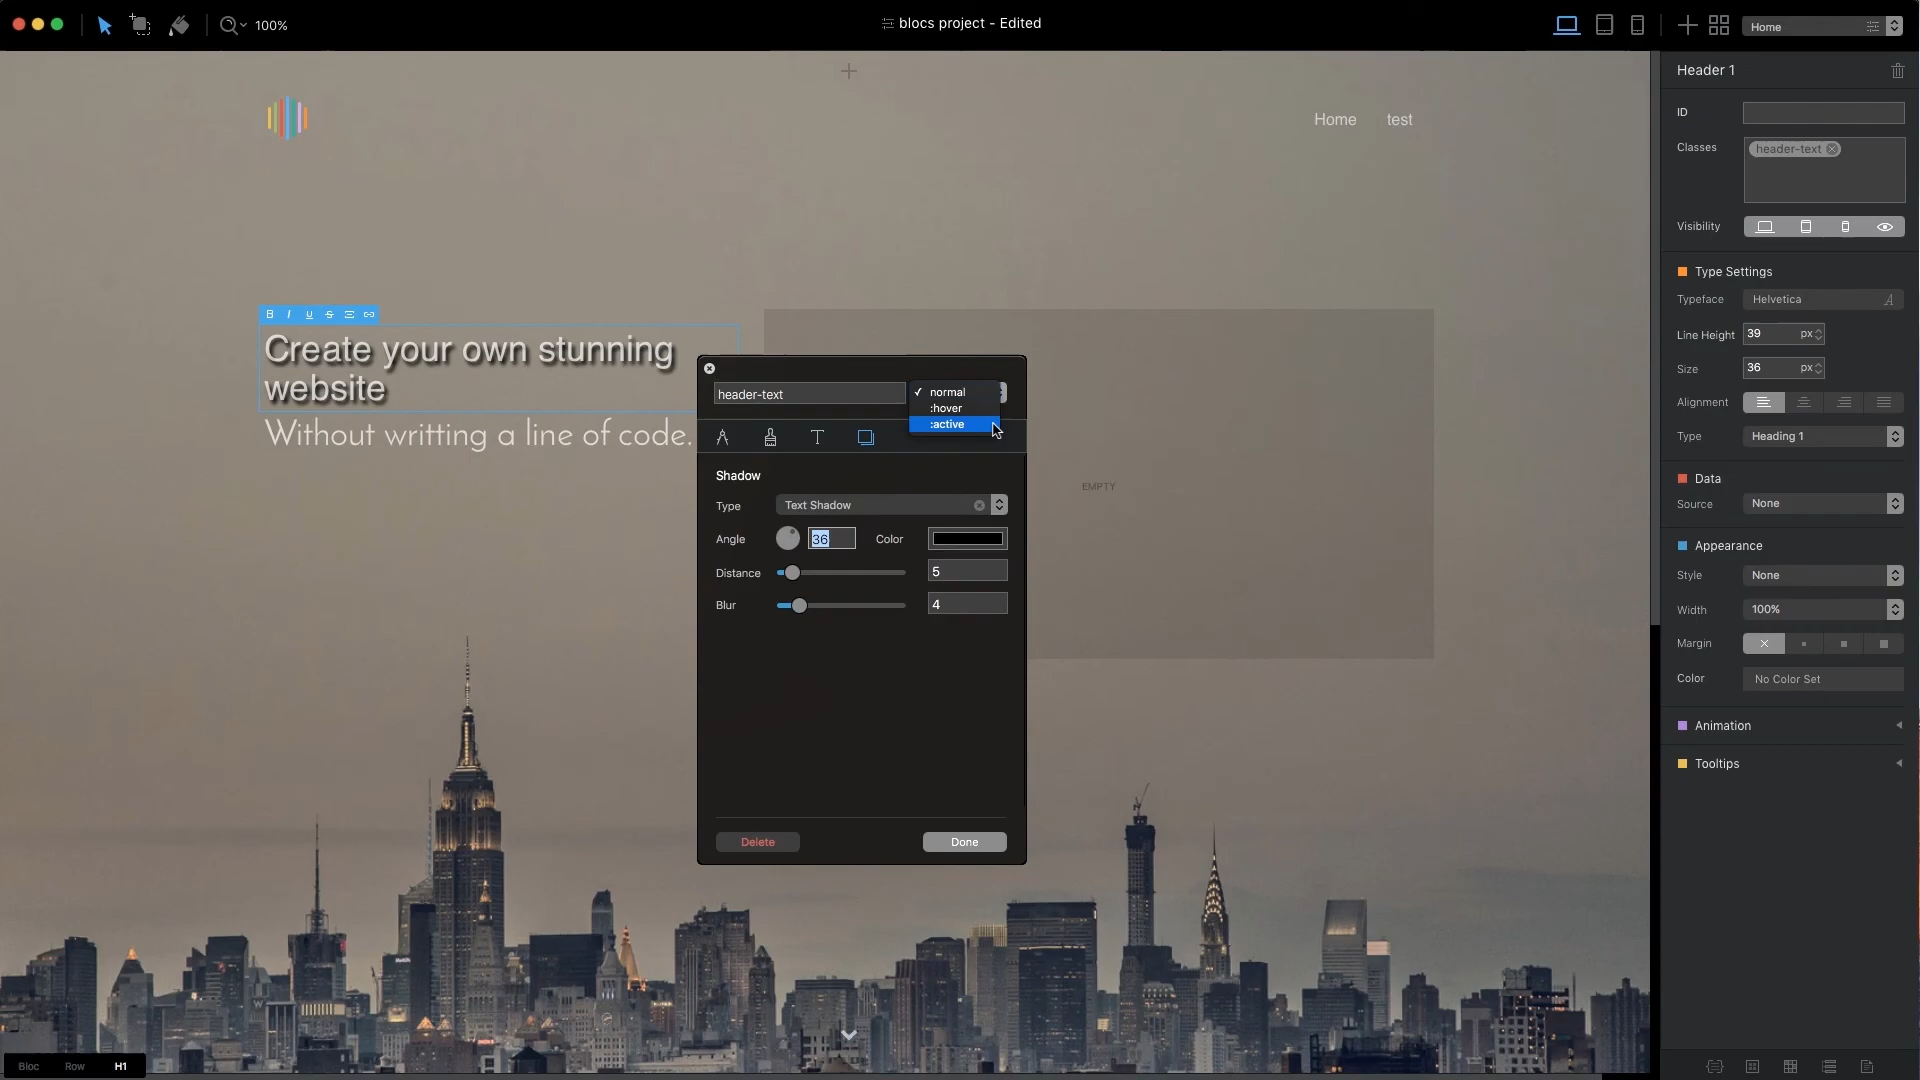 100%
blocs project - Edited
Home
Home
test
B I U S
Create your own stunning
website
Without writting a line of code.
header-text
normal
:hover
:active
Shadow
Type
Text Shadow
Angle
36
Color
Distance
5
Blur
4
Delete
Done
EMPTY
Header 1
ID
Classes
header-text
Visibility
Type Settings
Typeface
Helvetica
Line Height
39
px
Size
36
px
Alignment
Type
Heading 1
Data
Source
None
Appearance
Style
None
Width
100%
Margin
Color
No Color Set
Animation
Tooltips
Bloc
Row
H1